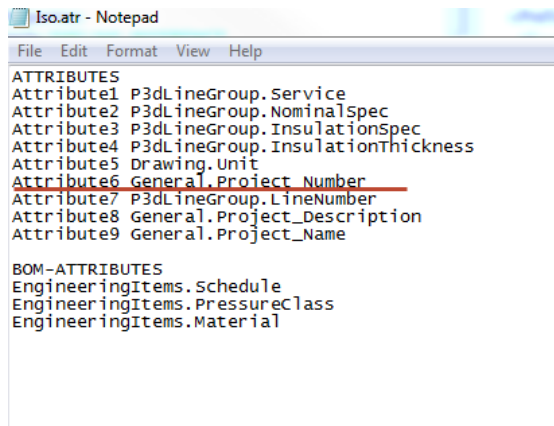 Iso.atr - Notepad
File Edit Format View Help
ATTRIBUTES
Attribute1 P3dLineGroup.Service
Attribute2 P3dLineGroup.NominalSpec
Attribute3 P3dLineGroup.InsulationSpec
Attribute4 P3dLineGroup.InsulationThickness
Attribute5 Drawing.Unit
Attribute6 General.Project_Number
Attribute7 P3dLineGroup.LineNumber
Attribute8 General.Project_Description
Attribute9 General.Project_Name
BOM-ATTRIBUTES
EngineeringItems.Schedule
EngineeringItems.PressureClass
EngineeringItems.Material